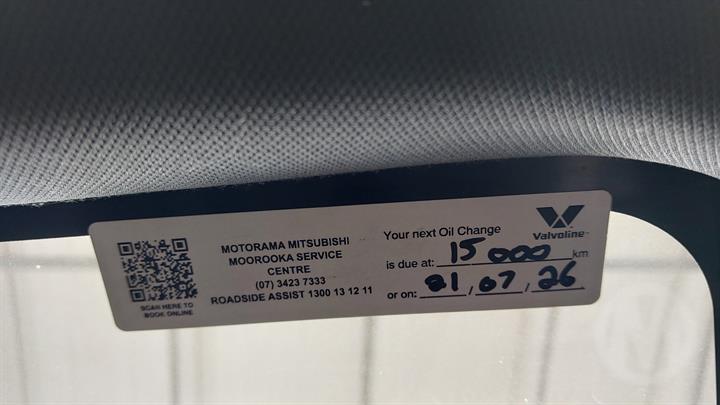 MOTORAMA MITSUBISHI
MOOROOKA SERVICE
CENTRE
(07) 3423 7333
ROADSIDE ASSIST 1300 13 12 11
SCAN HERE TO
BOOK ONLINE
Your next Oil Change
is due at: 15 000 km
or on: 21 / 07 / 26
Valvoline™